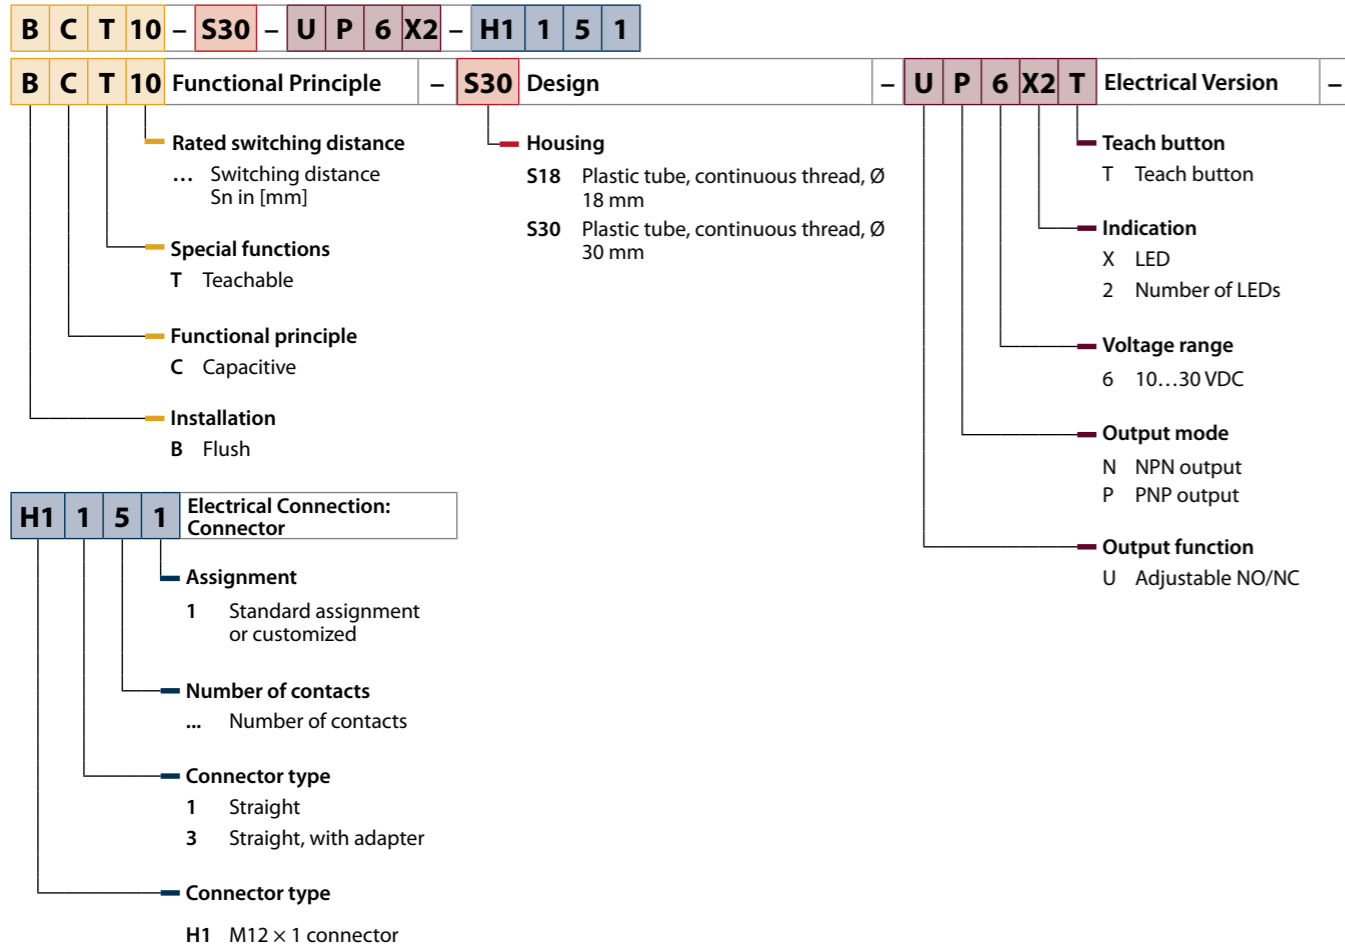 B C T 10 – S30 – U P 6 X2 – H1 1 5 1
B C T 10 Functional Principle – S30 Design – U P 6 X2 T Electrical Version –
Rated switching distance
… Switching distance
Sn in [mm]
Special functions
T Teachable
Functional principle
C Capacitive
Installation
B Flush
Housing
S18 Plastic tube, continuous thread, Ø
18 mm
S30 Plastic tube, continuous thread, Ø
30 mm
Teach button
T Teach button
Indication
X LED
2 Number of LEDs
Voltage range
6 10…30 VDC
Output mode
N NPN output
P PNP output
Output function
U Adjustable NO/NC
H1 1 5 1 Electrical Connection:
Connector
Assignment
1 Standard assignment
or customized
Number of contacts
... Number of contacts
Connector type
1 Straight
3 Straight, with adapter
Connector type
H1 M12 × 1 connector